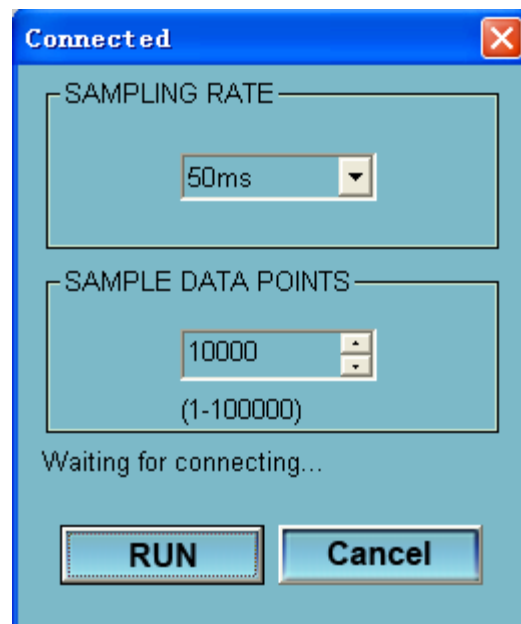 Connected
SAMPLING RATE
50ms
SAMPLE DATA POINTS
10000
(1-100000)
Waiting for connecting...
RUN
Cancel